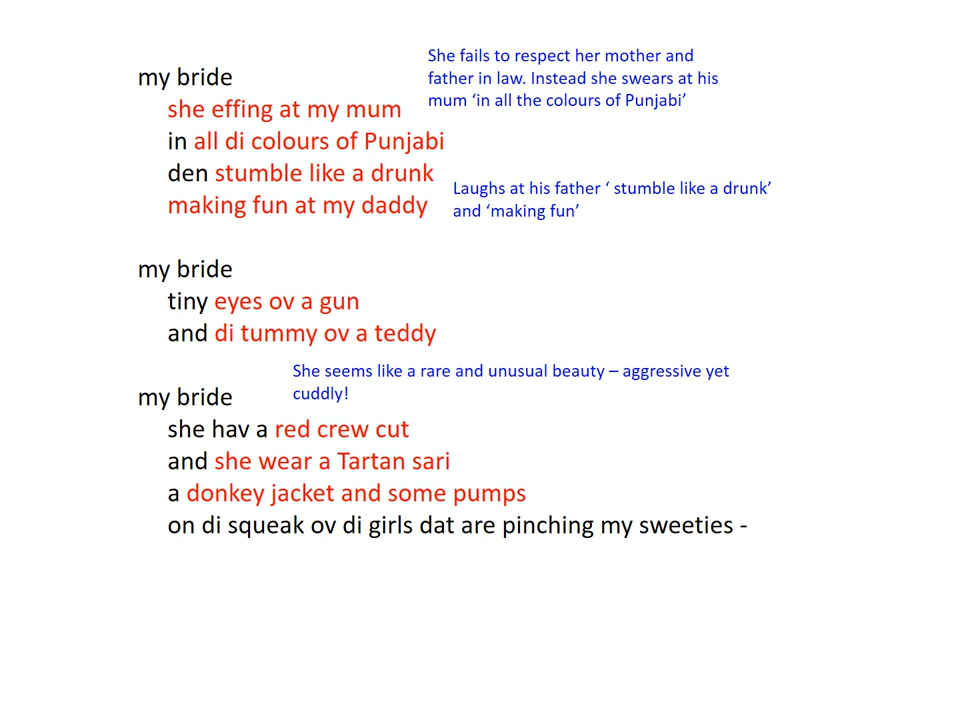 She fails to respect her mother and
father in law. Instead she swears at his
mum ‘in all the colours of Punjabi’
my bride
she effing at my mum
in all di colours of Punjabi
den stumble like a drunk
making fun at my daddy
Laughs at his father ‘ stumble like a drunk’
and ‘making fun’
my bride
tiny eyes ov a gun
and di tummy ov a teddy
She seems like a rare and unusual beauty – aggressive yet
cuddly!
my bride
she hav a red crew cut
and she wear a Tartan sari
a donkey jacket and some pumps
on di squeak ov di girls dat are pinching my sweeties -